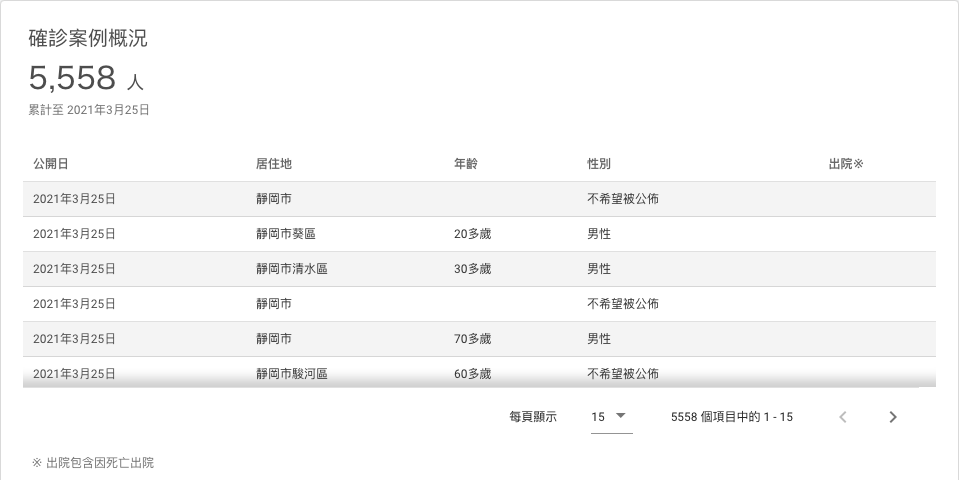 確診案例概況
5,558 人
累計至 2021年3月25日
公開日 居住地 年齡 性別 出院※
2021年3月25日 靜岡市 不希望被公佈
2021年3月25日 靜岡市葵區 20多歲 男性
2021年3月25日 靜岡市清水區 30多歲 男性
2021年3月25日 靜岡市 不希望被公佈
2021年3月25日 靜岡市 70多歲 男性
2021年3月25日 靜岡市駿河區 60多歲 不希望被公佈
每頁顯示 15 5558 個項目中的 1 - 15
※ 出院包含因死亡出院